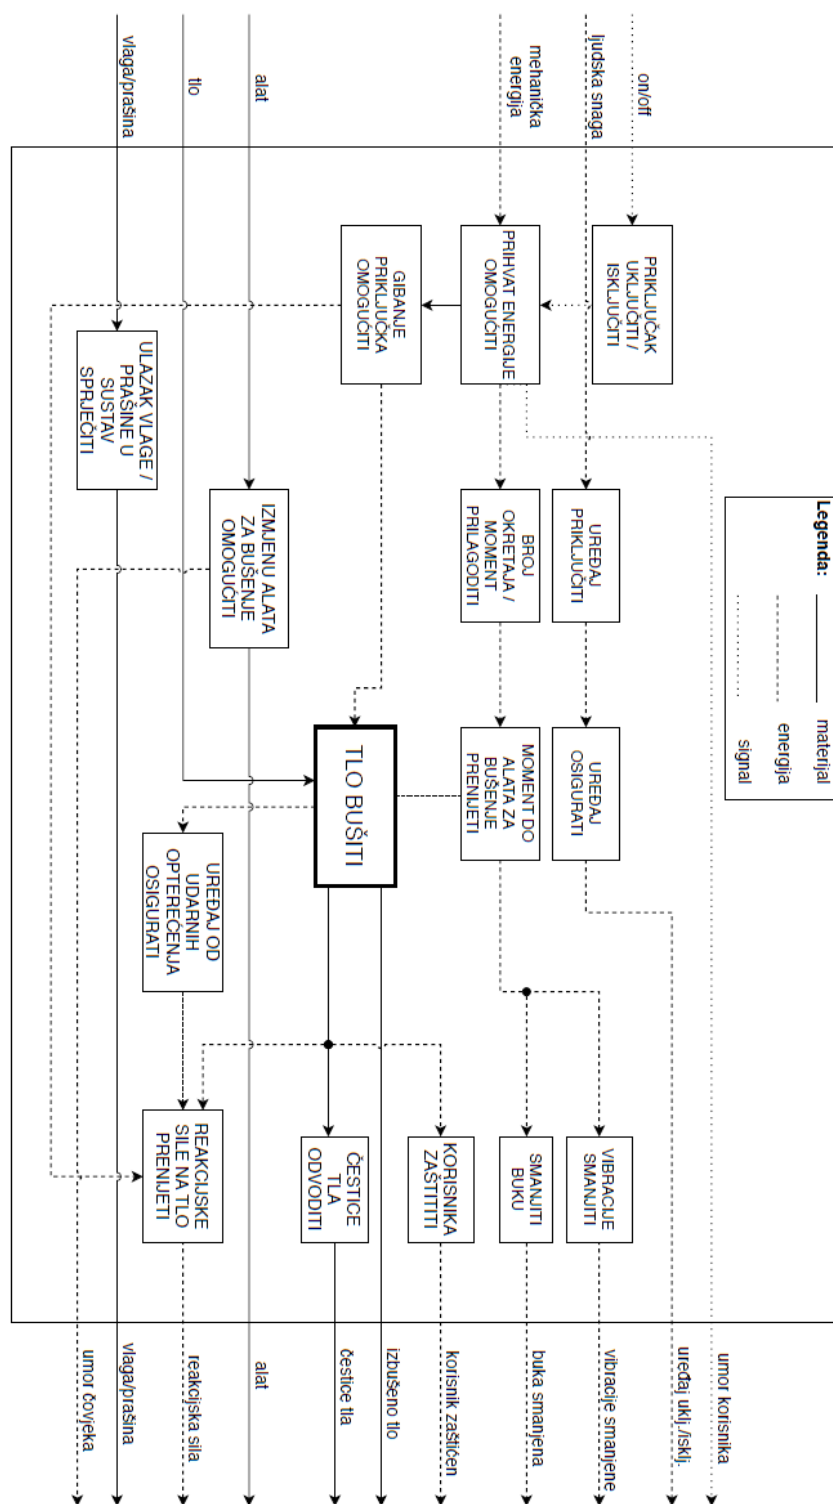 Legenda:
materijal
energija
signal
on/off
ljudska snaga
mehanička
energija
alat
tlo
vlaga/prašina
PRIKLJUČAK
UKLJUČITI /
ISKLJUČITI
PRIHVAT ENERGIJE
OMOGUĆITI
GIBANJE
PRIKLJUČKA
OMOGUĆITI
ULAZAK VLAGE /
PRAŠINE U
SUSTAV
SPRJEČITI
UREĐAJ
PRIKLJUČITI
BROJ
OKRETAJA /
MOMENT
PRILAGODITI
IZMJENU ALATA
ZA BUŠENJE
OMOGUĆITI
UREĐAJ
OSIGURATI
MOMENT DO
ALATA ZA
BUŠENJE
PRENIJETI
TLO BUŠITI
UREĐAJ OD
UDARNIH
OPTEREĆENJA
OSIGURATI
VIBRACIJE
SMANJITI
SMANJITI
BUKU
KORISNIKA
ZAŠTITITI
ČESTICE
TLA
ODVODITI
REAKCIJSKE
SILE NA TLO
PRENIJETI
umor korisnika
uređaj uklj./isklj.
vibracije smanjene
buka smanjena
korisnik zaštićen
izbušeno tlo
čestice tla
alat
reakcijska sila
vlaga/prašina
umor čovjeka